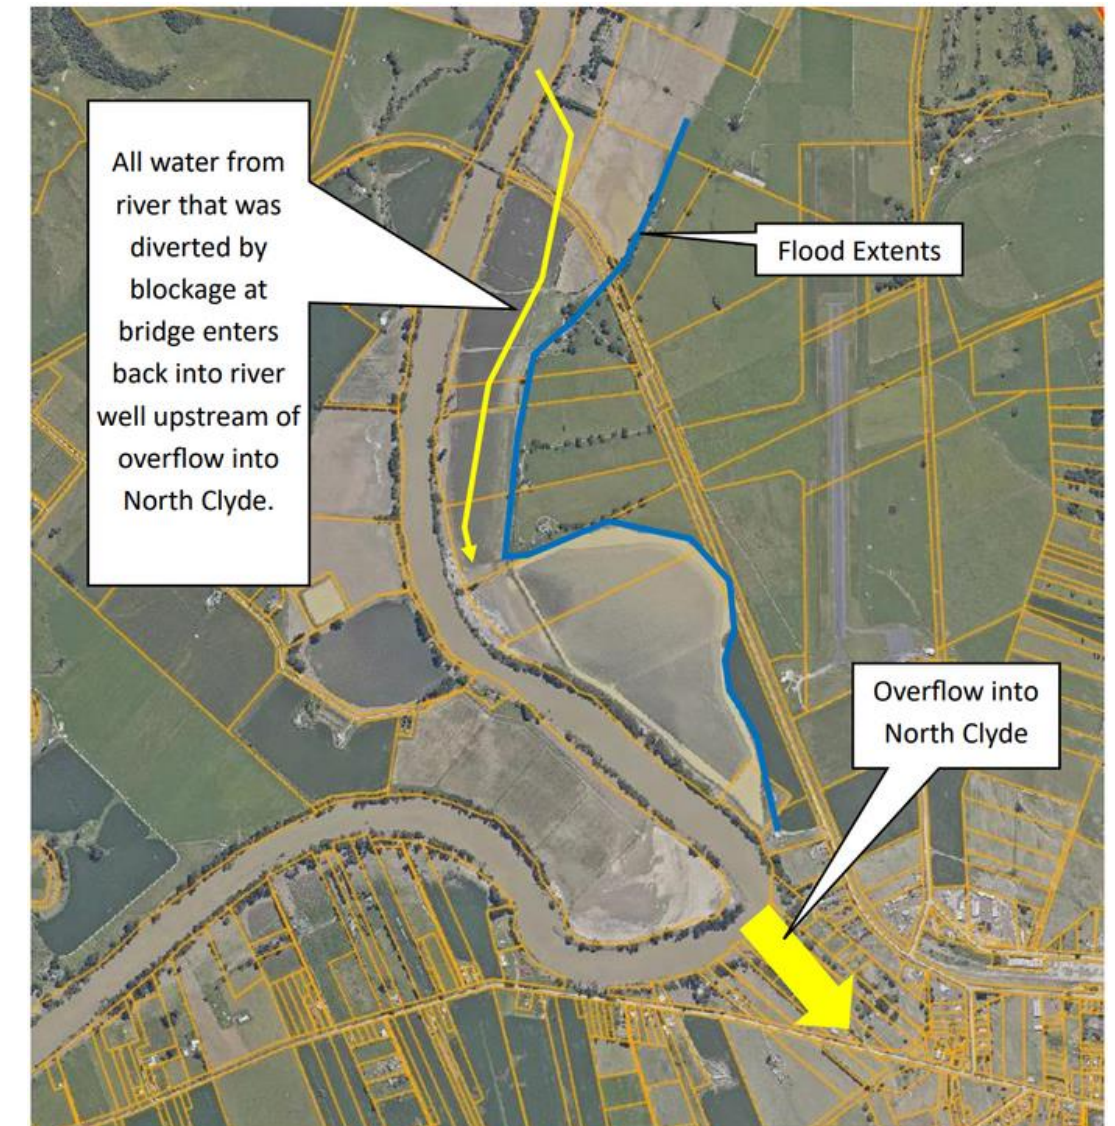 All water from
river that was
diverted by
blockage at
bridge enters
back into river
well upstream of
overflow into
North Clyde.
Flood Extents
Overflow into
North Clyde